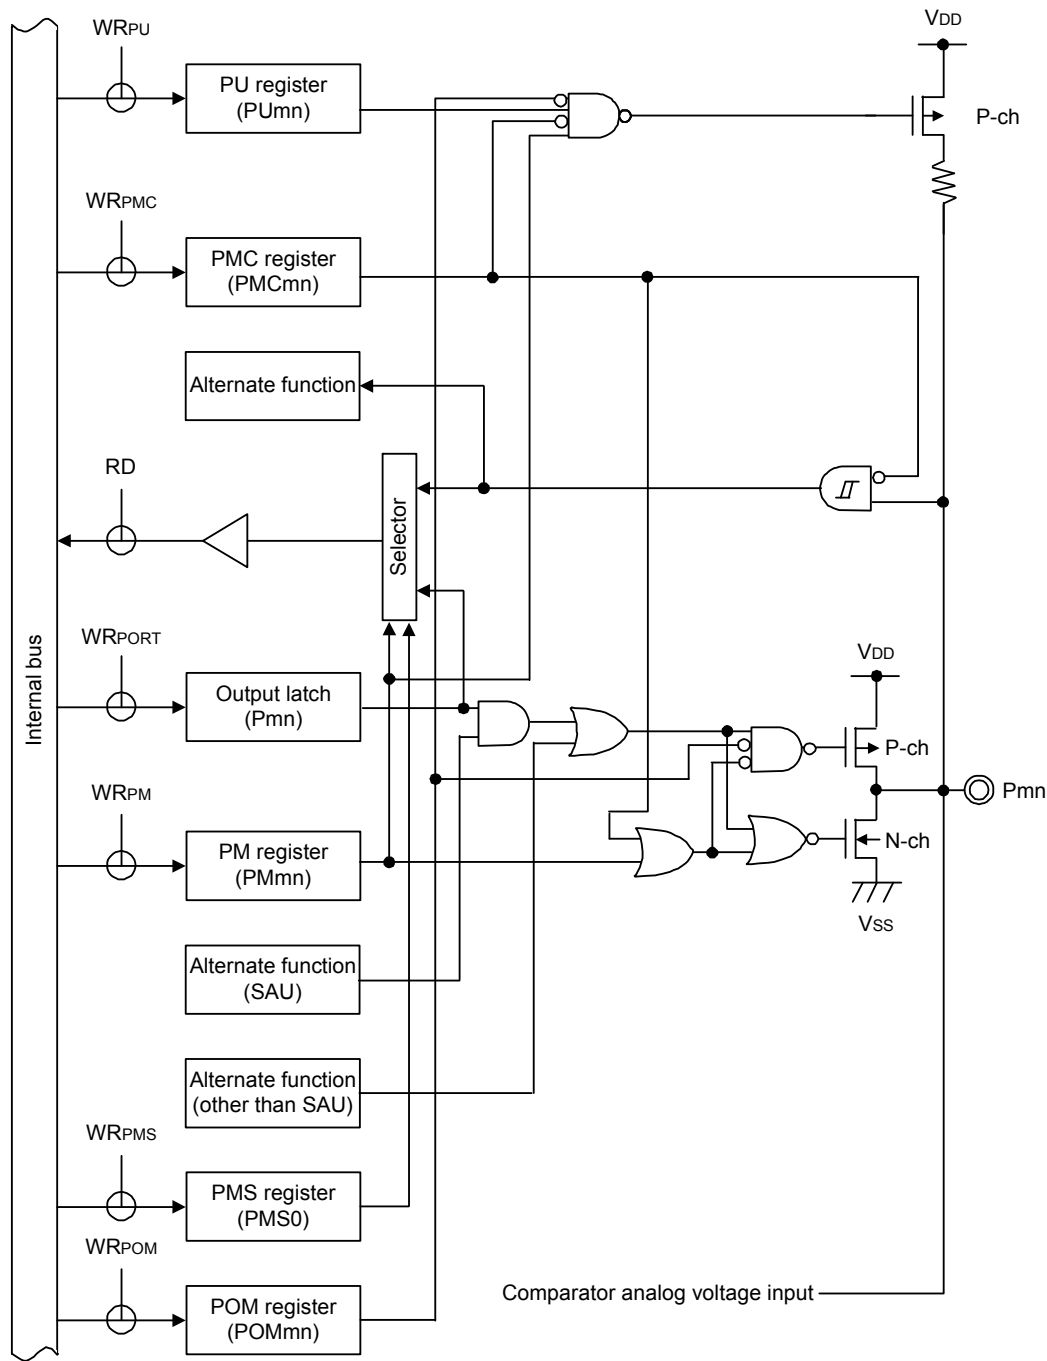 WRPU
VDD
PU register
(PUmn)
P-ch
WRPMC
PMC register
(PMCmn)
Alternate function
RD
Selector
Internal bus
WRPORT
VDD
Output latch
(Pmn)
P-ch
WRPM
Pmn
PM register
(PMmn)
N-ch
VSS
Alternate function
(SAU)
Alternate function
(other than SAU)
WRPMS
PMS register
(PMS0)
WRPOM
Comparator analog voltage input
POM register
(POMmn)